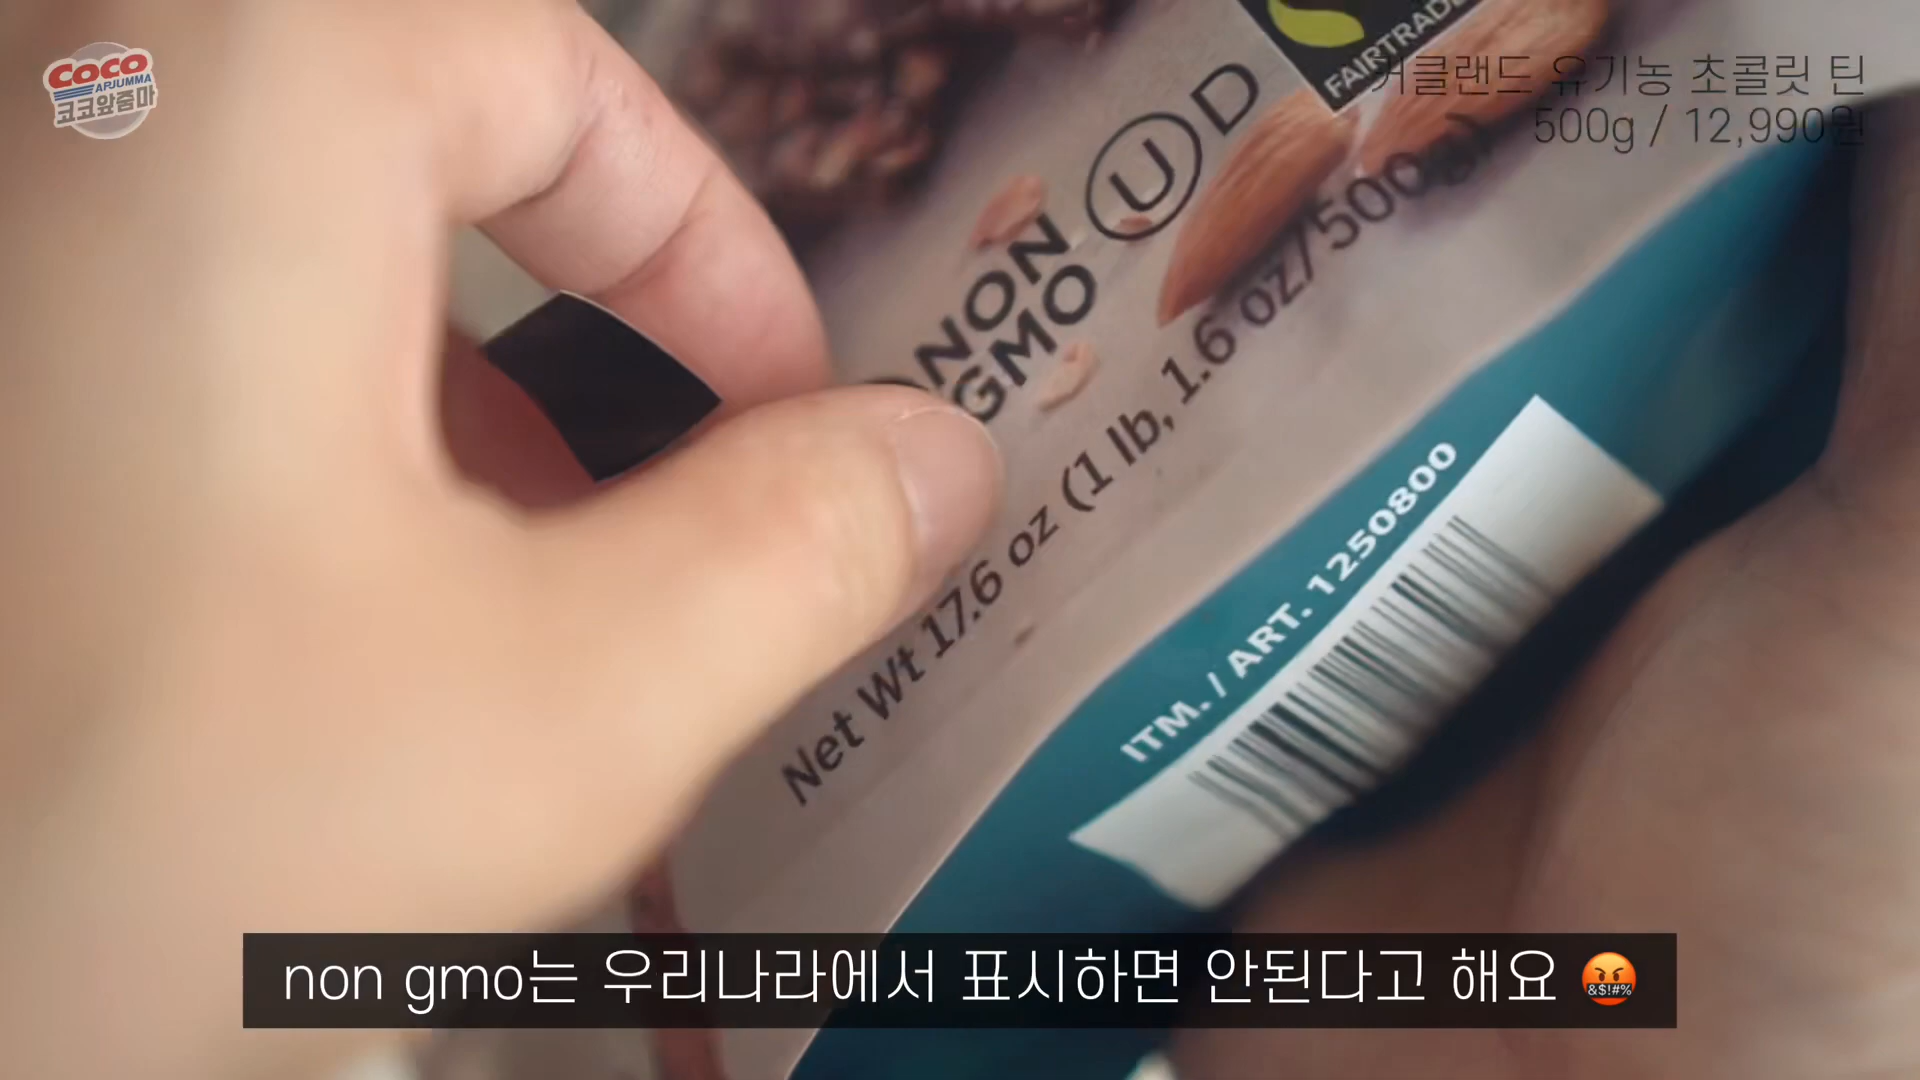 COCO
ARJUMMA
코코앞줌마
커클랜드 유기농 초콜릿 틴
500g / 12,990원
FAIRTRADE
U D
NON
GMO
Net Wt 17.6 oz (1 lb, 1.6 oz/500g)
ITM. / ART. 1250800
non gmo는 우리나라에서 표시하면 안된다고 해요 🤬